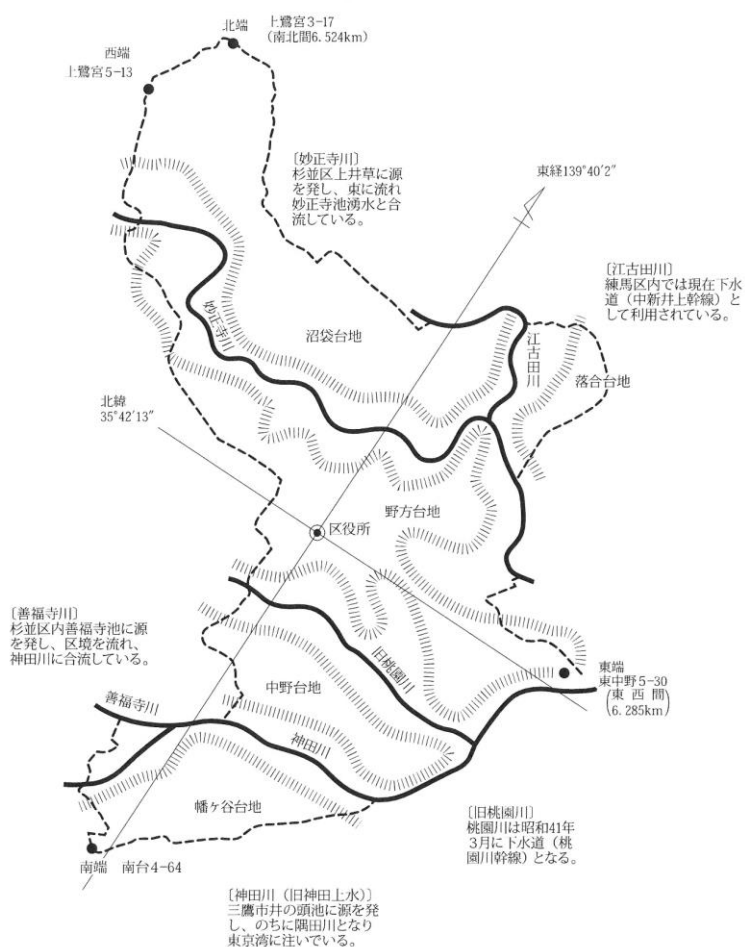 北端
上鷺宮3-17
(南北間6.524km)
西端
上鷺宮5-13
〔妙正寺川〕
杉並区上井草に源
を発し、東に流れ
妙正寺池湧水と合
流している。
東経139°40′2″
〔江古田川〕
練馬区内では現在下水
道（中新井上幹線）と
して利用されている。
妙正寺川
沼袋台地
江古田川
落合台地
北緯
35°42′13″
野方台地
区役所
〔善福寺川〕
杉並区内善福寺池に源
を発し、区境を流れ、
神田川に合流している。
旧桃園川
中野台地
東端
東中野5-30
(東西間)
(6.285km)
善福寺川
神田川
幡ヶ谷台地
〔旧桃園川〕
桃園川は昭和41年
3月に下水道（桃
園川幹線）となる。
南端　南台4-64
〔神田川（旧神田上水）〕
三鷹市井の頭池に源を発
し、のちに隅田川となり
東京湾に注いでいる。